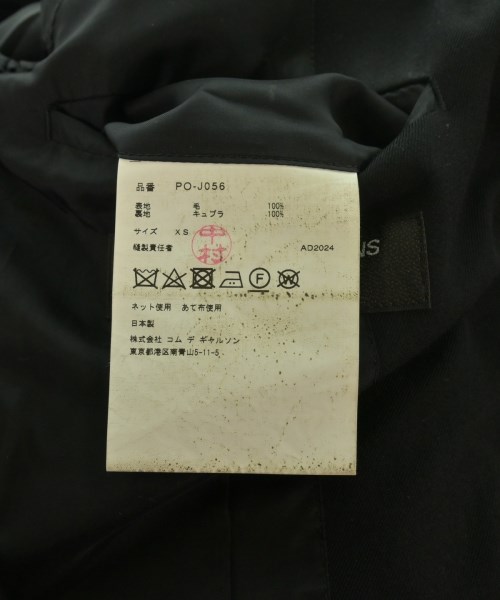 品番 PO-J056
表地 毛 100%
裏地 キュプラ 100%
サイズ XS
縫製責任者 中村 AD2024
F W
ネット使用 あて布使用
日本製
株式会社 コム デ ギャルソン
東京都港区南青山5-11-5
NS